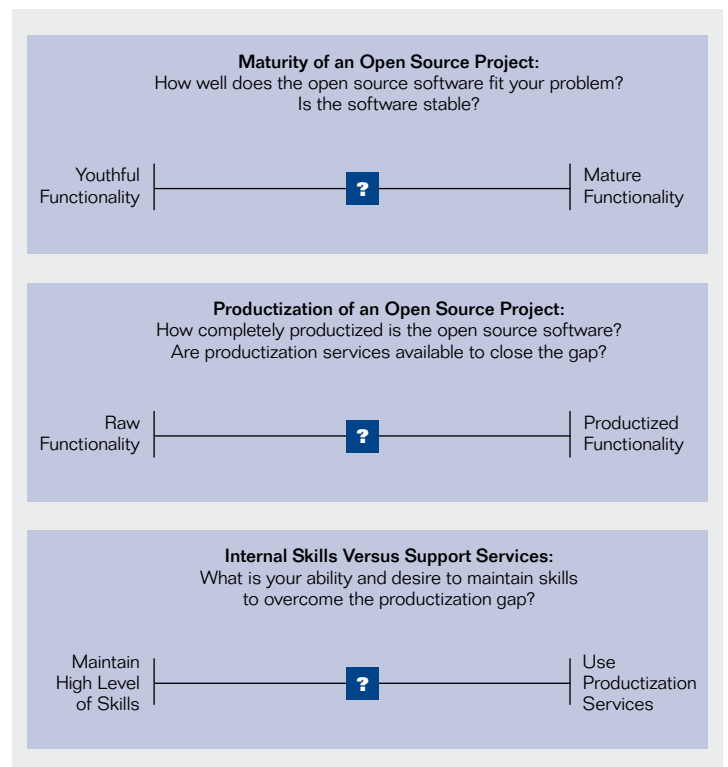 Maturity of an Open Source Project:
How well does the open source software fit your problem?
Is the software stable?
Youthful
Functionality
?
Mature
Functionality
Productization of an Open Source Project:
How completely productized is the open source software?
Are productization services available to close the gap?
Raw
Functionality
?
Productized
Functionality
Internal Skills Versus Support Services:
What is your ability and desire to maintain skills
to overcome the productization gap?
Maintain
High Level
of Skills
?
Use
Productization
Services